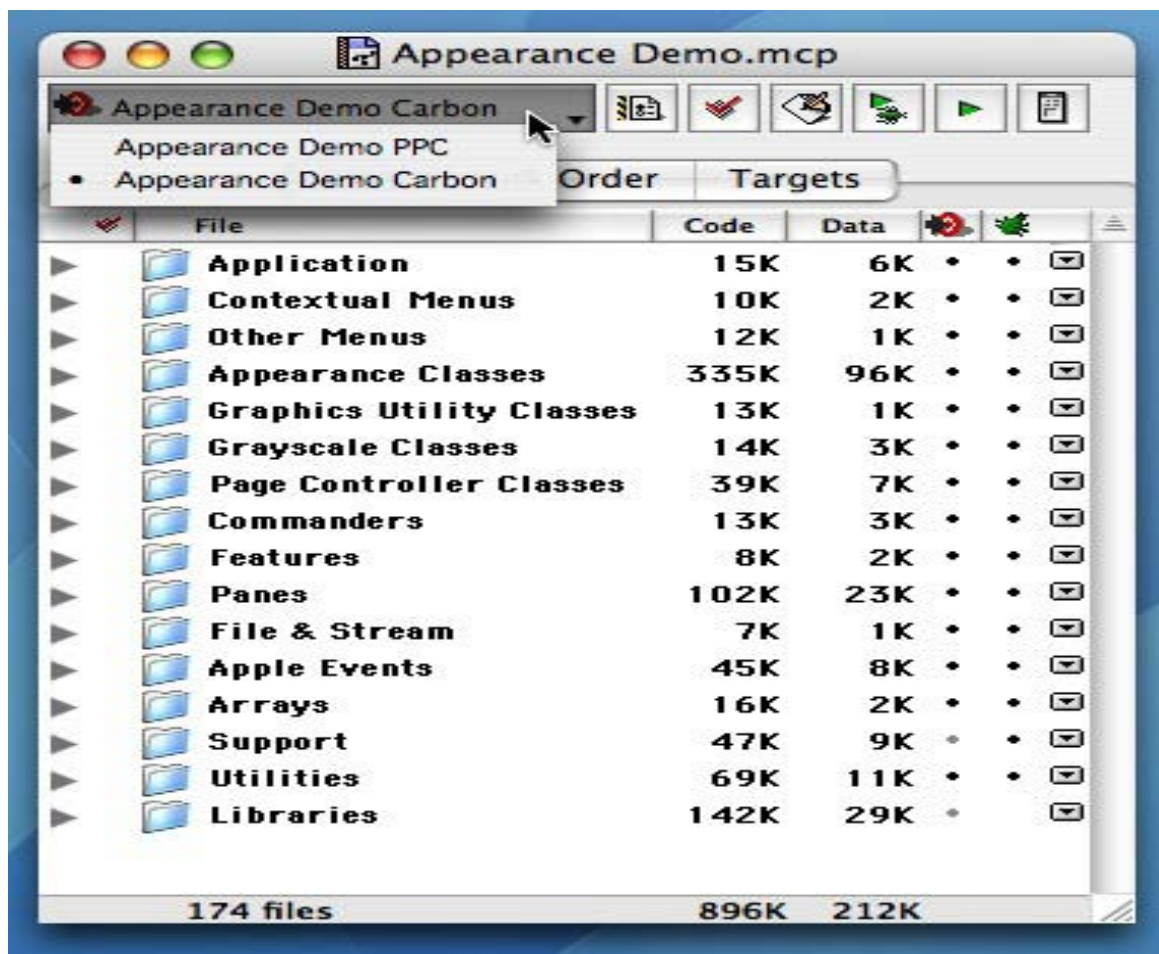 Appearance Demo.mcp
Appearance Demo Carbon
Appearance Demo PPC
• Appearance Demo Carbon
Order Targets
File Code Data
Application 15K 6K
Contextual Menus 10K 2K
Other Menus 12K 1K
Appearance Classes 335K 96K
Graphics Utility Classes 13K 1K
Grayscale Classes 14K 3K
Page Controller Classes 39K 7K
Commanders 13K 3K
Features 8K 2K
Panes 102K 23K
File & Stream 7K 1K
Apple Events 45K 8K
Arrays 16K 2K
Support 47K 9K
Utilities 69K 11K
Libraries 142K 29K
174 files 896K 212K